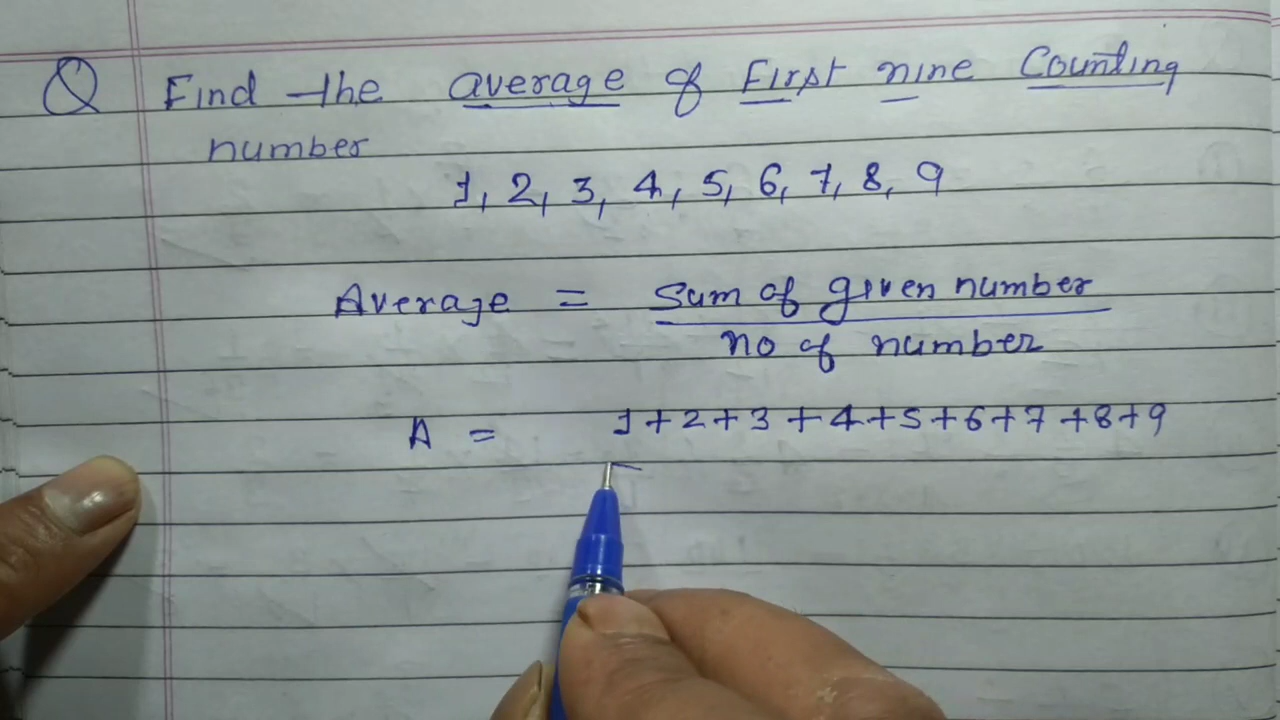 Q Find the average of First nine Counting
number
1, 2, 3, 4, 5, 6, 7, 8, 9
Average = Sum of given number
no of number
A = 1+2+3+4+5+6+7+8+9